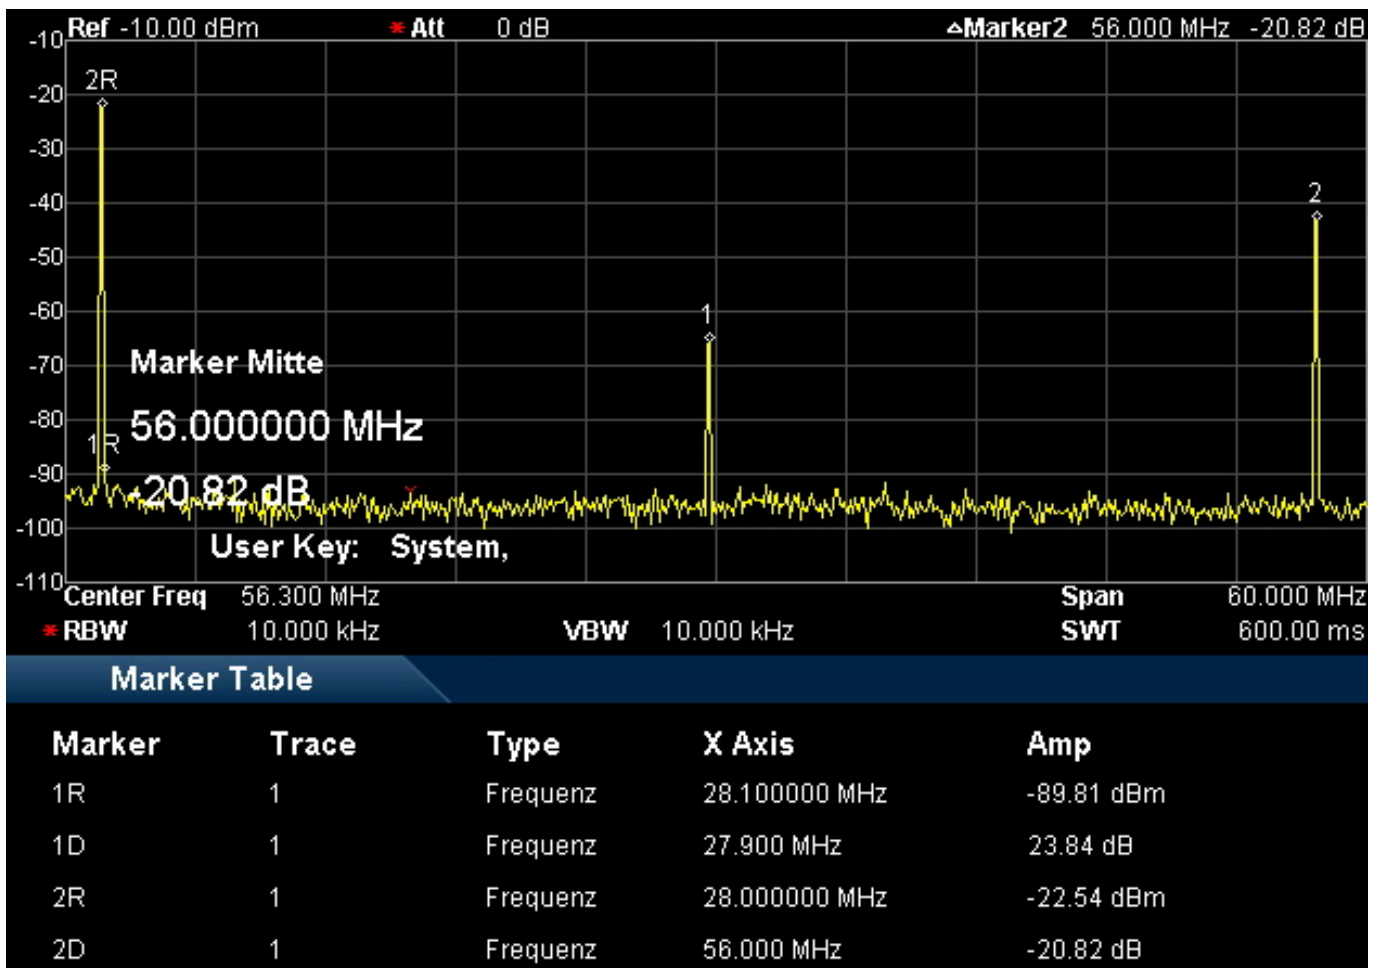 Ref -10.00 dBm * Att 0 dB ▵Marker2 56.000 MHz -20.82 dB
-10
2R
-20
-30
-40
2
-50
-60
1
-70
Marker Mitte
-80
56.000000 MHz
1R
-90
-20.82 dB
-100
User Key: System,
-110
Center Freq 56.300 MHz Span 60.000 MHz
* RBW 10.000 kHz VBW 10.000 kHz SWT 600.00 ms
Marker Table
Marker Trace Type X Axis Amp
1R 1 Frequenz 28.100000 MHz -89.81 dBm
1D 1 Frequenz 27.900 MHz 23.84 dB
2R 1 Frequenz 28.000000 MHz -22.54 dBm
2D 1 Frequenz 56.000 MHz -20.82 dB